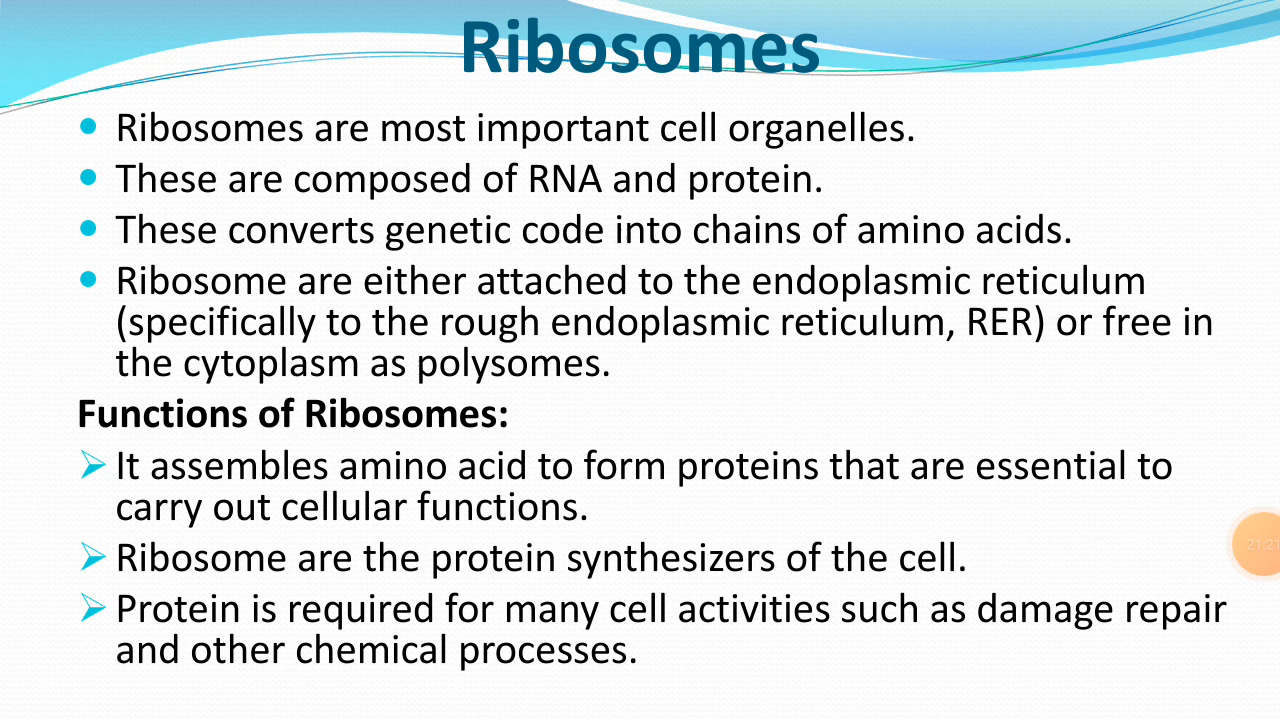 Ribosomes
Ribosomes are most important cell organelles.
These are composed of RNA and protein.
These converts genetic code into chains of amino acids.
Ribosome are either attached to the endoplasmic reticulum
(specifically to the rough endoplasmic reticulum, RER) or free in
the cytoplasm as polysomes.
Functions of Ribosomes:
It assembles amino acid to form proteins that are essential to
carry out cellular functions.
Ribosome are the protein synthesizers of the cell.
21:21
Protein is required for many cell activities such as damage repair
and other chemical processes.